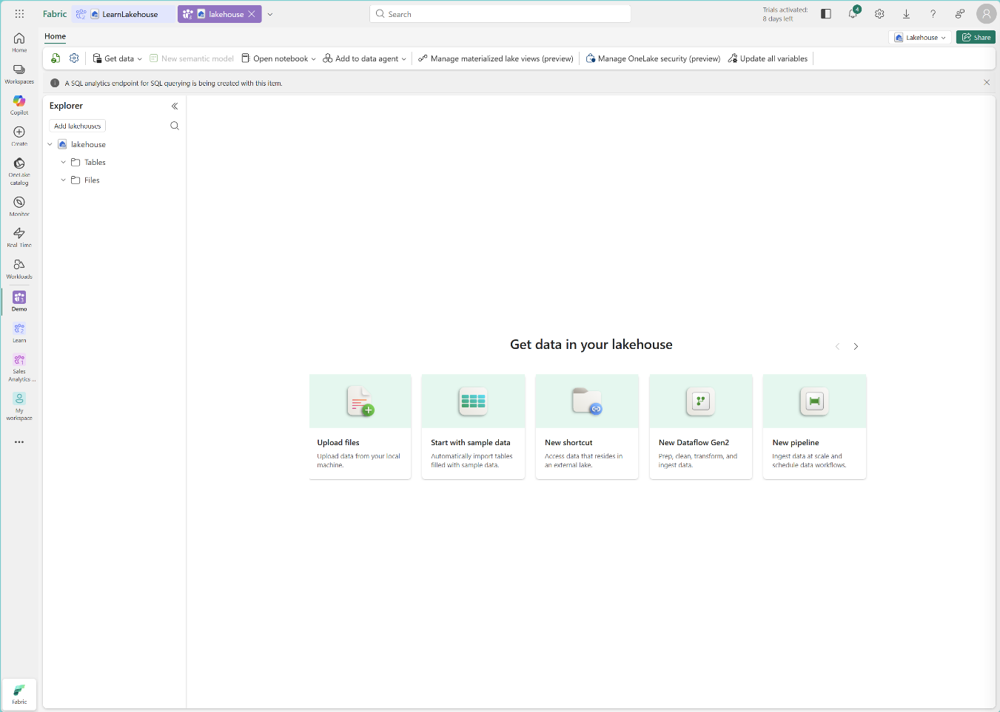 Fabric
LearnLakehouse
lakehouse
Search
Trials activated:
8 days left
4
Home
Lakehouse
Share
Get data
New semantic model
Open notebook
Add to data agent
Manage materialized lake views (preview)
Manage OneLake security (preview)
Update all variables
A SQL analytics endpoint for SQL querying is being created with this item.
Home
Workspaces
Copilot
Create
OneLake
catalog
Monitor
Real-Time
Workloads
Demo
Learn
Sales
Analytics ...
My
workspace
Fabric
Explorer
Add lakehouses
lakehouse
Tables
Files
Get data in your lakehouse
Upload files
Upload data from your local
machine.
Start with sample data
Automatically import tables
filled with sample data.
New shortcut
Access data that resides in
an external lake.
New Dataflow Gen2
Prep, clean, transform, and
ingest data.
New pipeline
Ingest data at scale and
schedule data workflows.